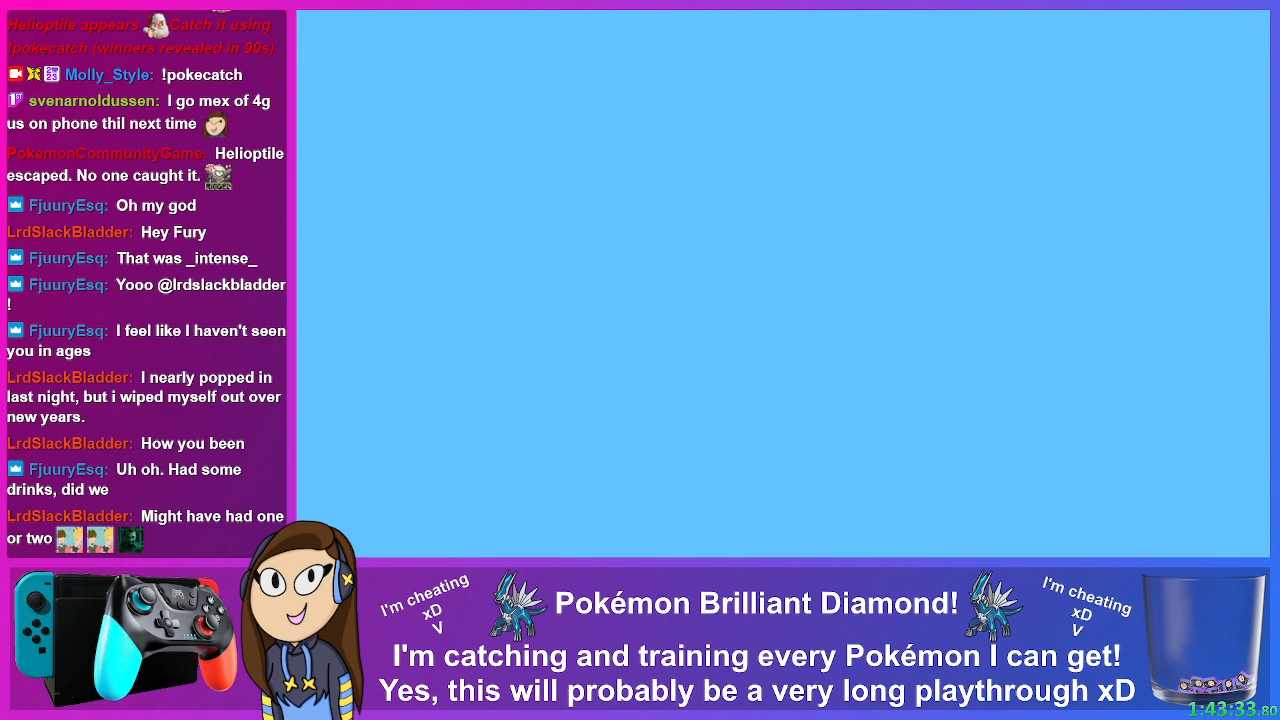 Helioptile appears Catch it using
!pokecatch (winners revealed in 90s)
Molly_Style: !pokecatch
svenarnoldussen: I go mex of 4g
us on phone thil next time
PokemonCommunityGame: Helioptile
escaped. No one caught it.
FjuuryEsq: Oh my god
LrdSlackBladder: Hey Fury
FjuuryEsq: That was _intense_
FjuuryEsq: Yooo @lrdslackbladder
!
FjuuryEsq: I feel like I haven't seen
you in ages
LrdSlackBladder: I nearly popped in
last night, but i wiped myself out over
new years.
LrdSlackBladder: How you been
FjuuryEsq: Uh oh. Had some
drinks, did we
LrdSlackBladder: Might have had one
or two
I'm cheating
xD
V
Pokémon Brilliant Diamond!
I'm cheating
xD
V
I'm catching and training every Pokémon I can get!
Yes, this will probably be a very long playthrough xD
1:43:33.80